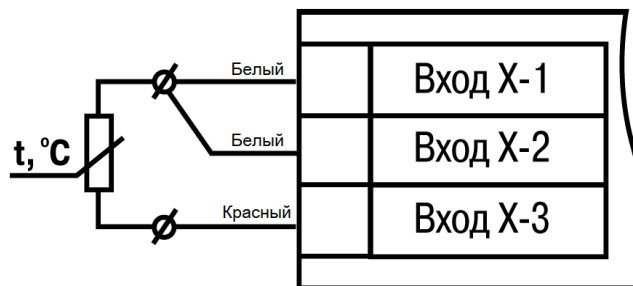 Белый
Вход X-1
Белый
Вход X-2
t, °C
Красный
Вход X-3